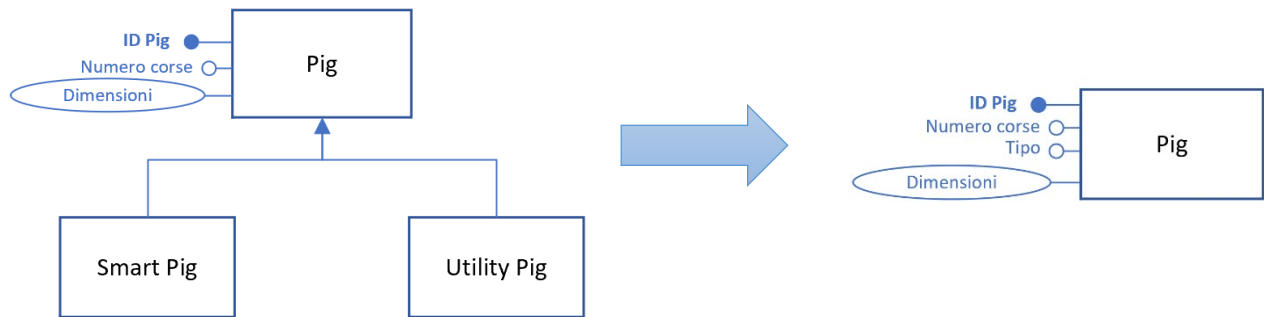 ID Pig
Numero corse
Dimensioni
Pig
Smart Pig
Utility Pig
ID Pig
Numero corse
Tipo
Dimensioni
Pig